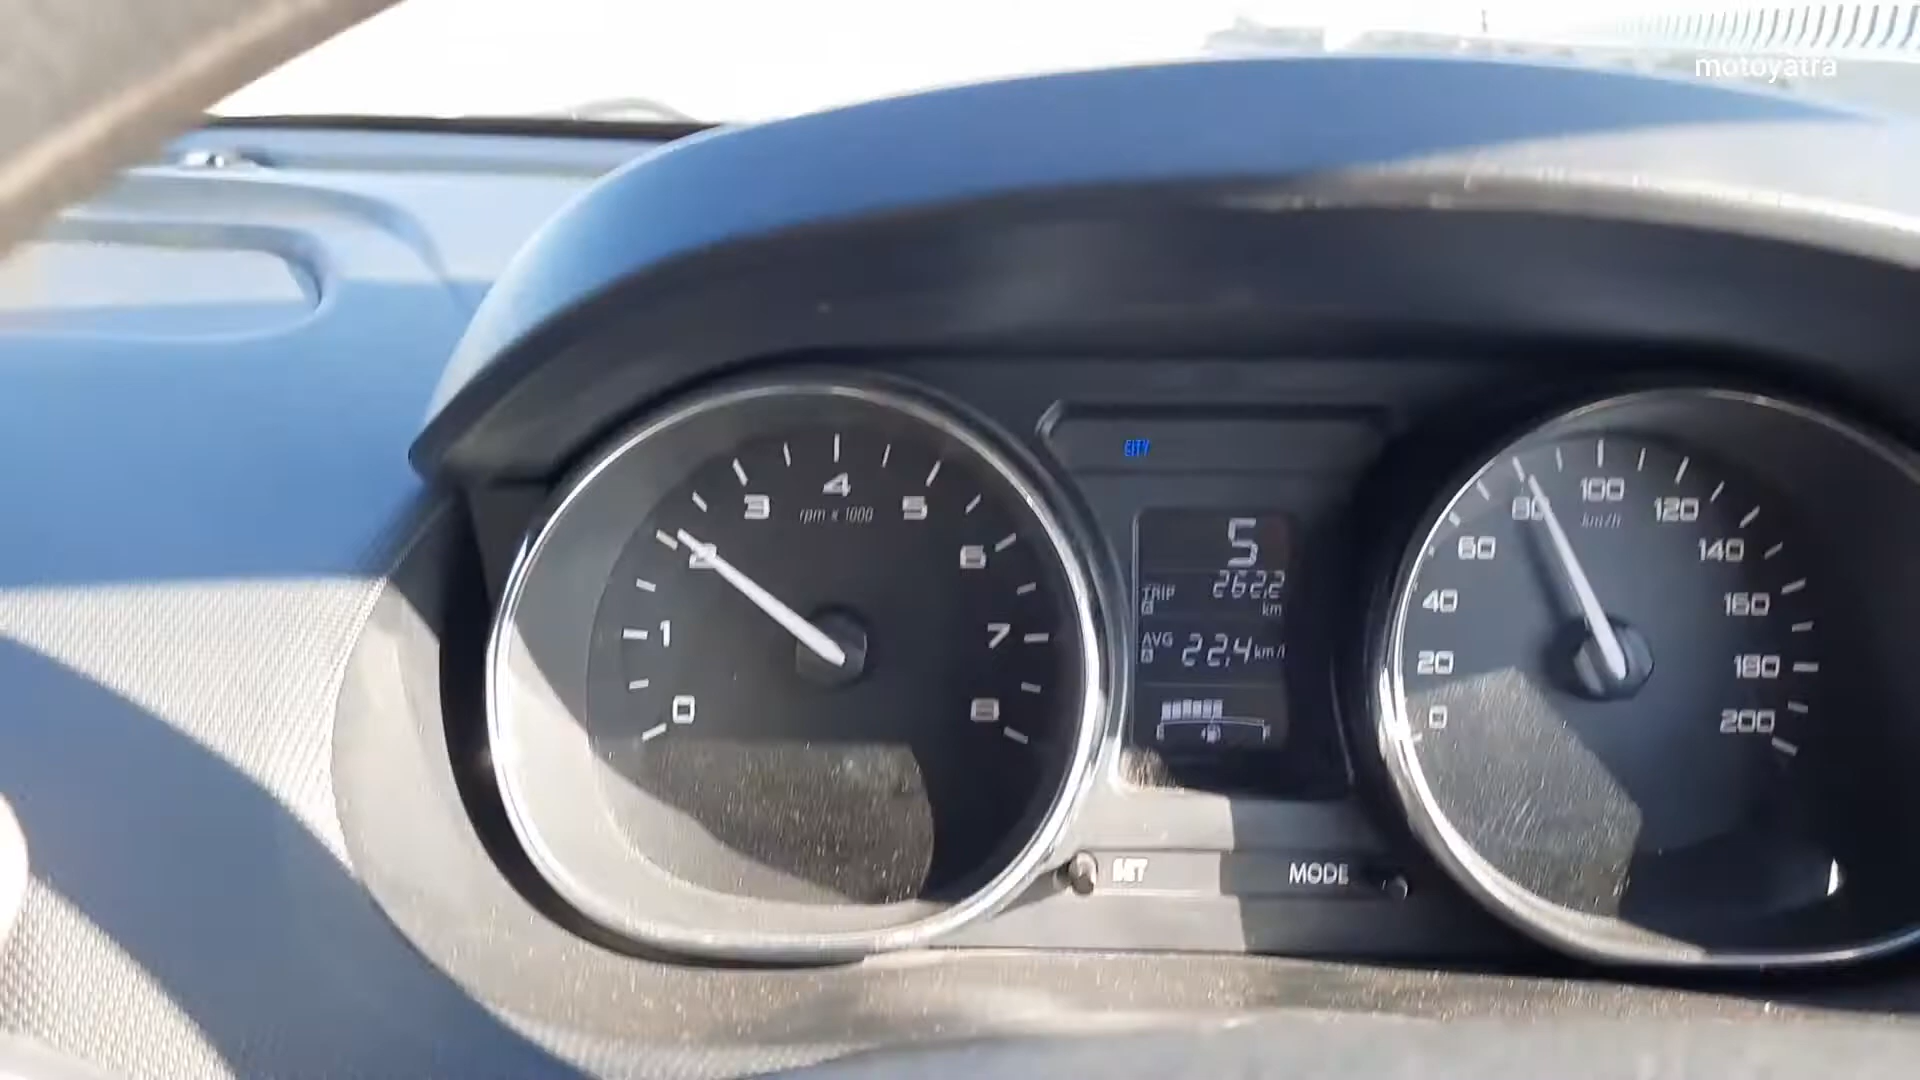 motoyatra
CITY
0 1 2 3 4 5 6 7 8
rpm x 1000
5
TRIP A 262.2 km
AVG A 22.4 km/l
E F
SET
MODE
0 20 40 60 80 100 120 140 160 180 200
km/h